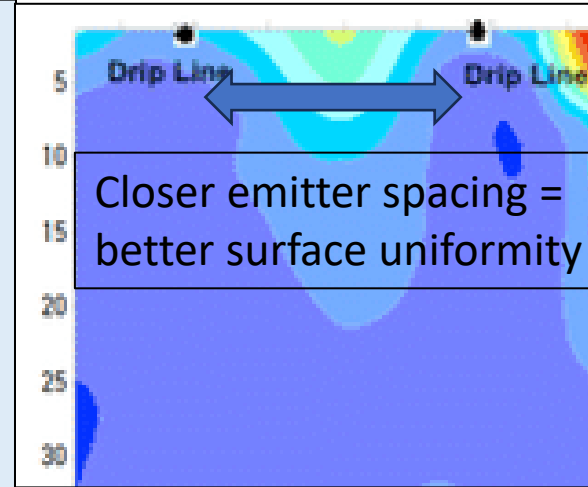 Drip Line Drip Line
5
10
Closer emitter spacing =
15
better surface uniformity
20
25
30